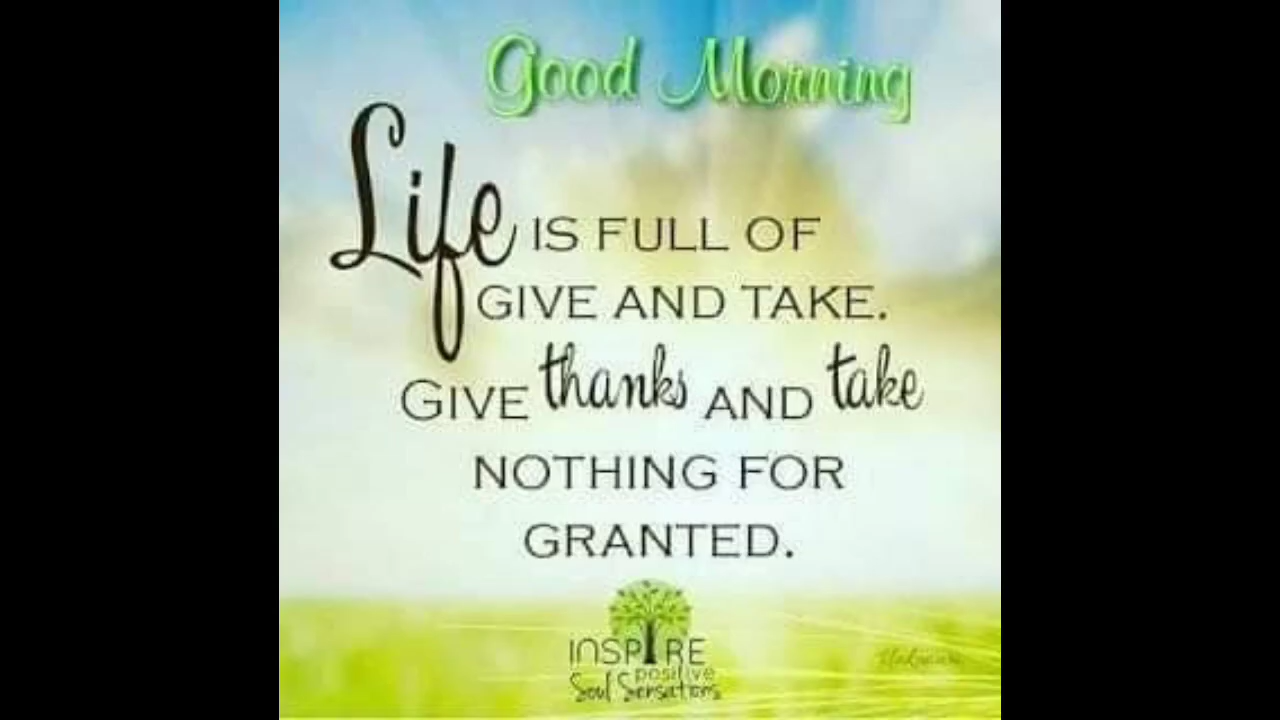 Good Morning
Life IS FULL OF
GIVE AND TAKE.
GIVE thanks AND take
NOTHING FOR
GRANTED.
INSPIRE
positive
Soul Sensations